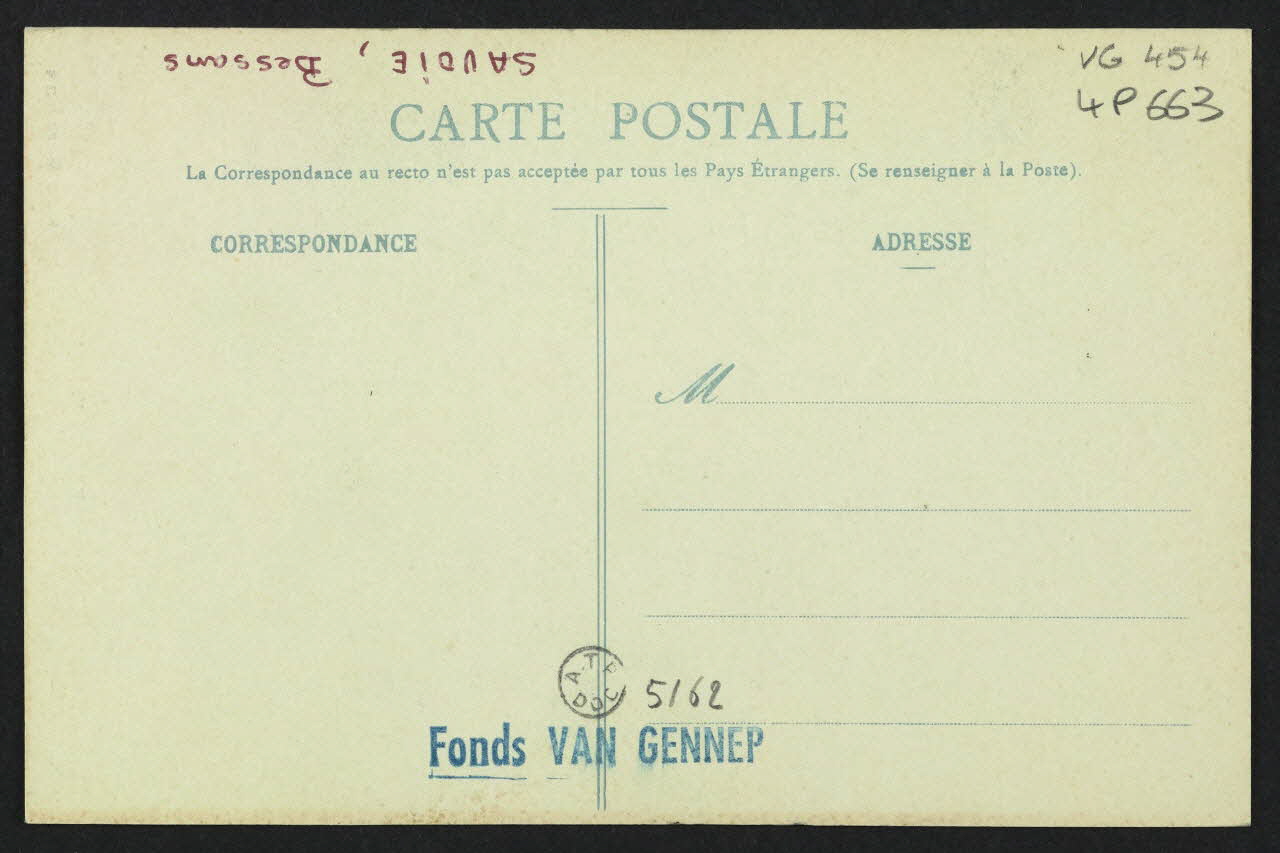 SAVOIE, Bessans
VG 454
4P663
CARTE POSTALE
La Correspondance au recto n'est pas acceptée par tous les Pays Étrangers. (Se renseigner à la Poste).
CORRESPONDANCE
ADRESSE
M
A.T.P
DOC
5162
Fonds VAN GENNEP